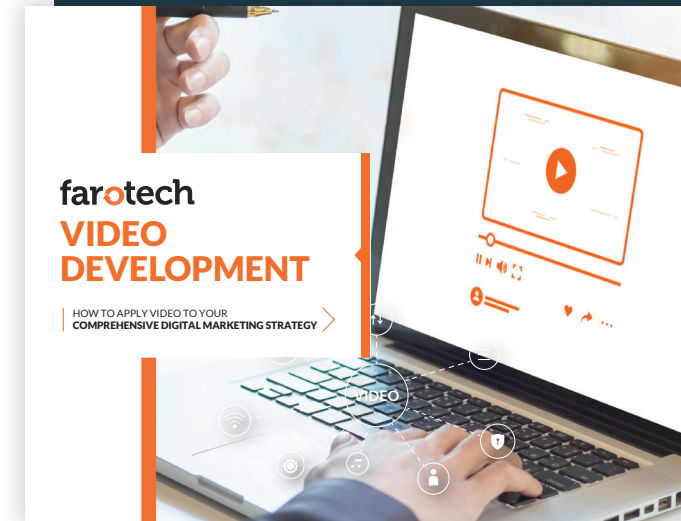 farotech
VIDEO
DEVELOPMENT
HOW TO APPLY VIDEO TO YOUR
COMPREHENSIVE DIGITAL MARKETING STRATEGY
VIDEO